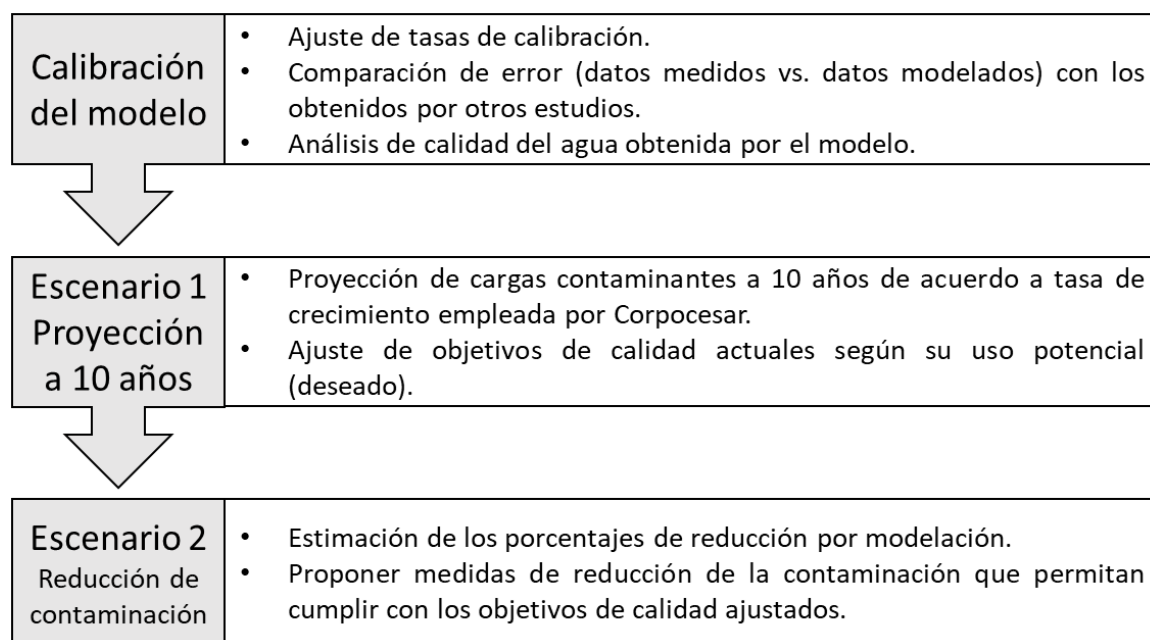 Calibración
del modelo
• Ajuste de tasas de calibración.
• Comparación de error (datos medidos vs. datos modelados) con los
obtenidos por otros estudios.
• Análisis de calidad del agua obtenida por el modelo.
Escenario 1
Proyección
a 10 años
• Proyección de cargas contaminantes a 10 años de acuerdo a tasa de
crecimiento empleada por Corpocesar.
• Ajuste de objetivos de calidad actuales según su uso potencial
(deseado).
Escenario 2
Reducción de
contaminación
• Estimación de los porcentajes de reducción por modelación.
• Proponer medidas de reducción de la contaminación que permitan
cumplir con los objetivos de calidad ajustados.